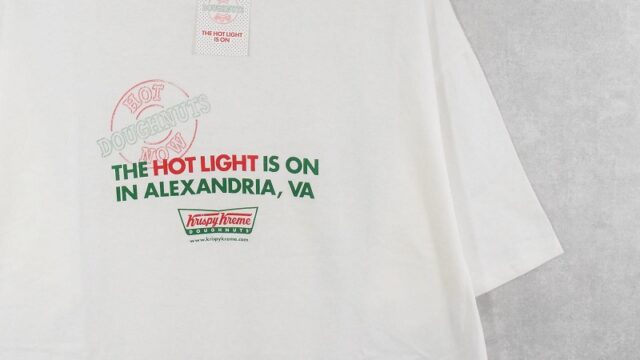 DOUGHNUTS
THE HOT LIGHT
IS ON
HOT
DOUGHNUTS
NOW
THE HOT LIGHT IS ON
IN ALEXANDRIA, VA
Krispy Kreme
DOUGHNUTS
www.krispykreme.com